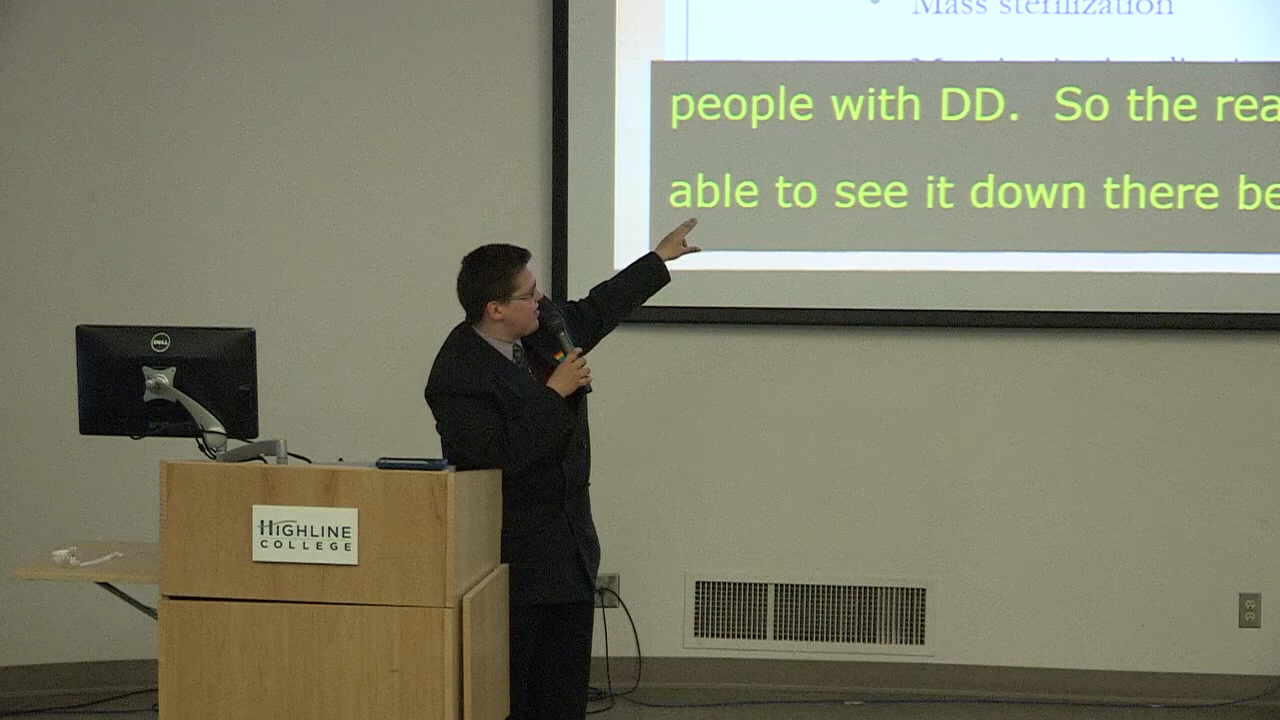 Mass sterilization
people with DD.  So the rea
able to see it down there be
DELL
HIGHLINE
COLLEGE